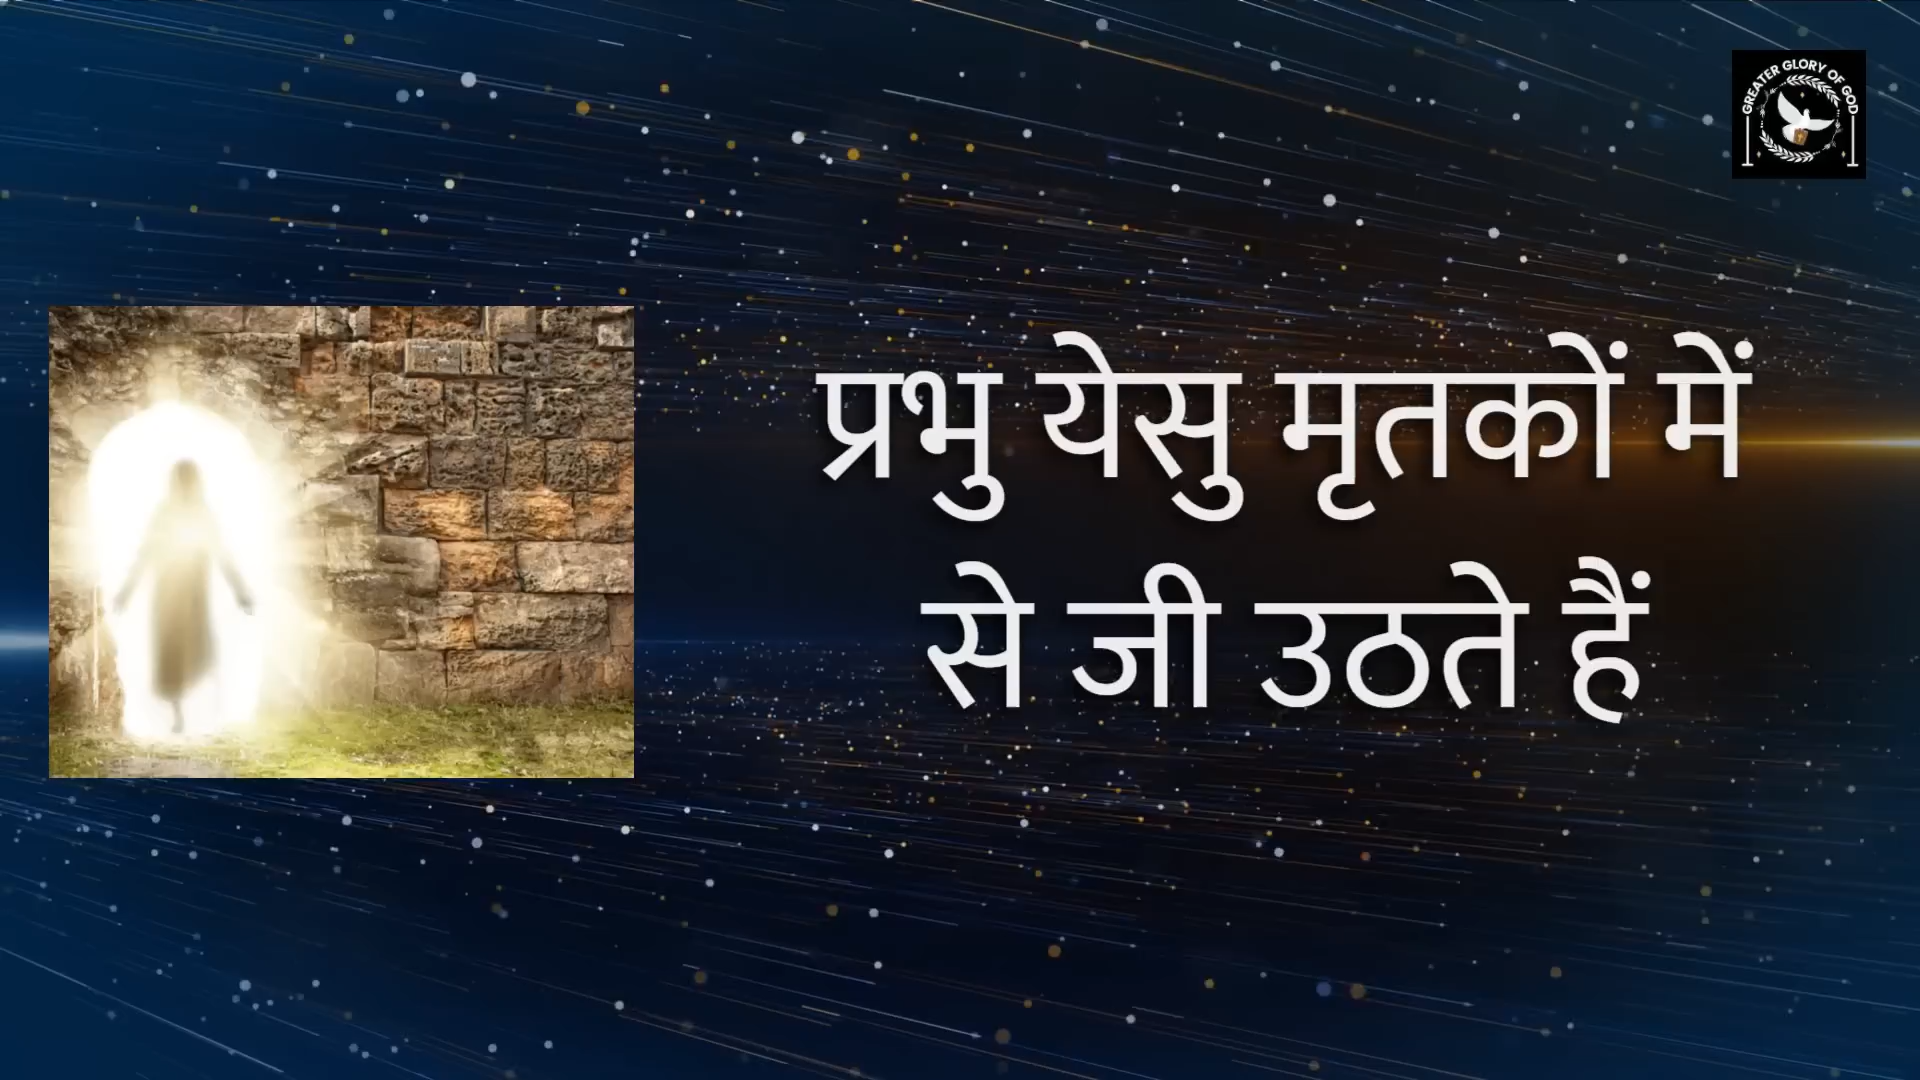 GREATER GLORY OF GOD
प्रभु येसु मृतकों में
से जी उठते हैं